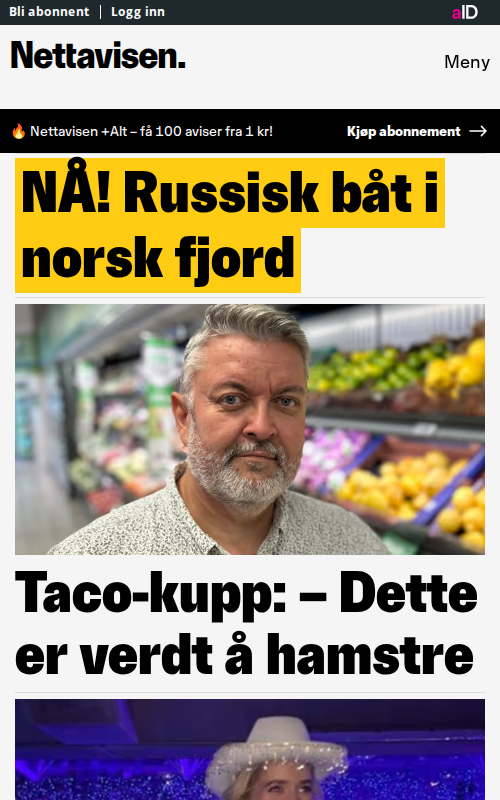 Bli abonnent
Logg inn
aID
Nettavisen.
Meny
🔥 Nettavisen +Alt – få 100 aviser fra 1 kr!
Kjøp abonnement →
NÅ! Russisk båt i
norsk fjord
Taco-kupp: – Dette
er verdt å hamstre